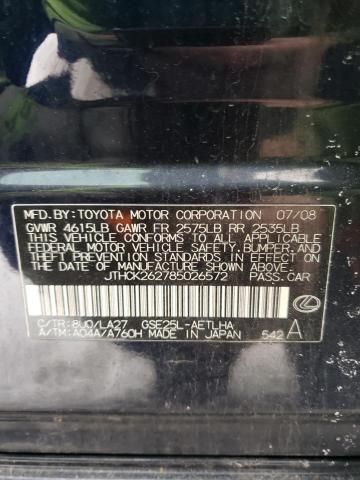 MFD.BY:TOYOTA MOTOR CORPORATION 07/08
GVWR 4615LB GAWR FR 2575LB RR 2535LB
THIS VEHICLE CONFORMS TO ALL APPLICABLE
FEDERAL MOTOR VEHICLE SAFETY,BUMPER,AND
THEFT PREVENTION STANDARDS IN EFFECT ON
THE DATE OF MANUFACTURE SHOWN ABOVE.
JTHCK262785026572 PASS.CAR
C/TR:8U0/LA27 GSE25L-AETLHA
A/TM:A04A/A760H MADE IN JAPAN 542 A